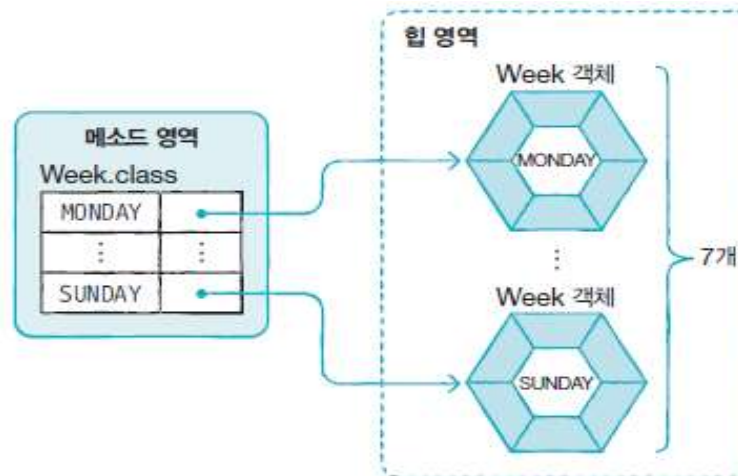 힙 영역
Week 객체
메소드 영역
Week.class
MONDAY
⋮ ⋮
SUNDAY
MONDAY
⋮
7개
Week 객체
SUNDAY